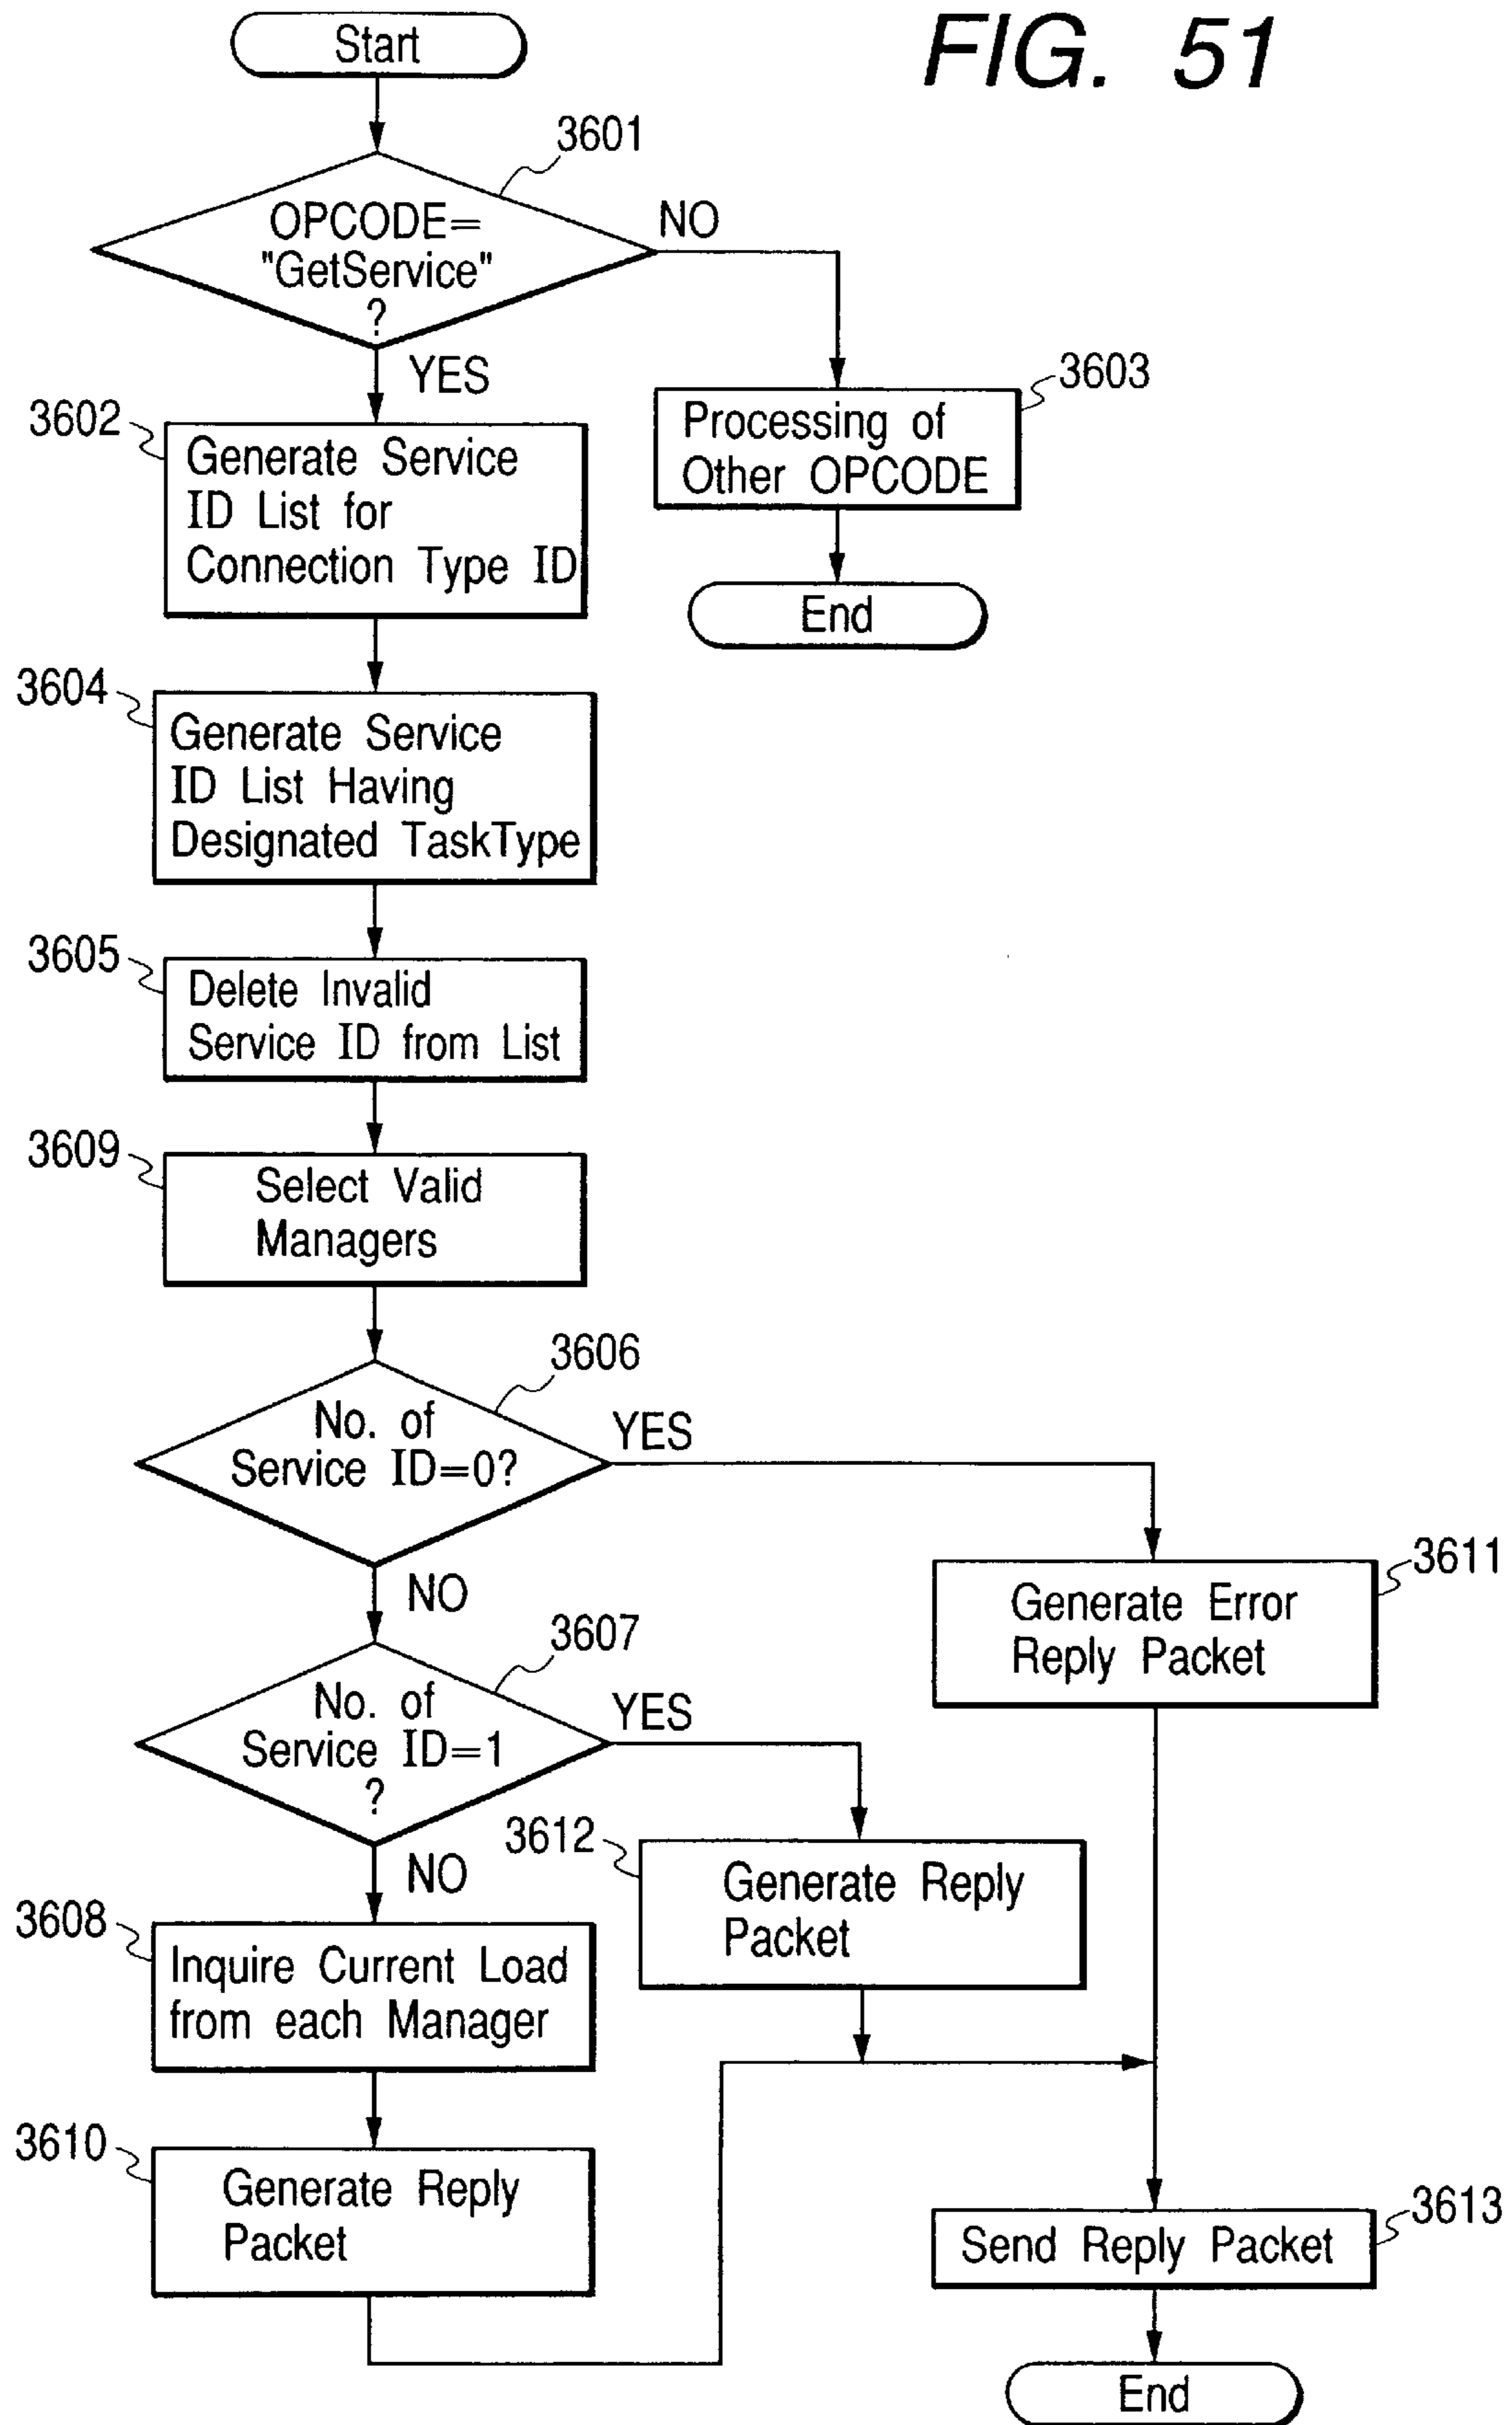 FIG. 51
Start
3601
OPCODE=
"GetService"
?
NO
YES
3603
Processing of
Other OPCODE
End
3602
Generate Service
ID List for
Connection Type ID
3604
Generate Service
ID List Having
Designated TaskType
3605
Delete Invalid
Service ID from List
3609
Select Valid
Managers
3606
No. of
Service ID=0?
YES
NO
3611
Generate Error
Reply Packet
3607
No. of
Service ID=1
?
YES
NO
3612
Generate Reply
Packet
3608
Inquire Current Load
from each Manager
3610
Generate Reply
Packet
3613
Send Reply Packet
End